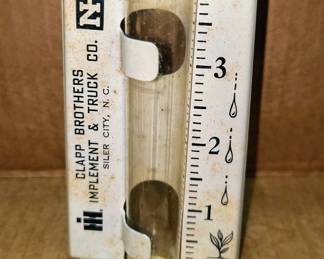 CLAPP BROTHERS
IMPLEMENT & TRUCK CO.
SILER CITY, N. C.
3
2
1